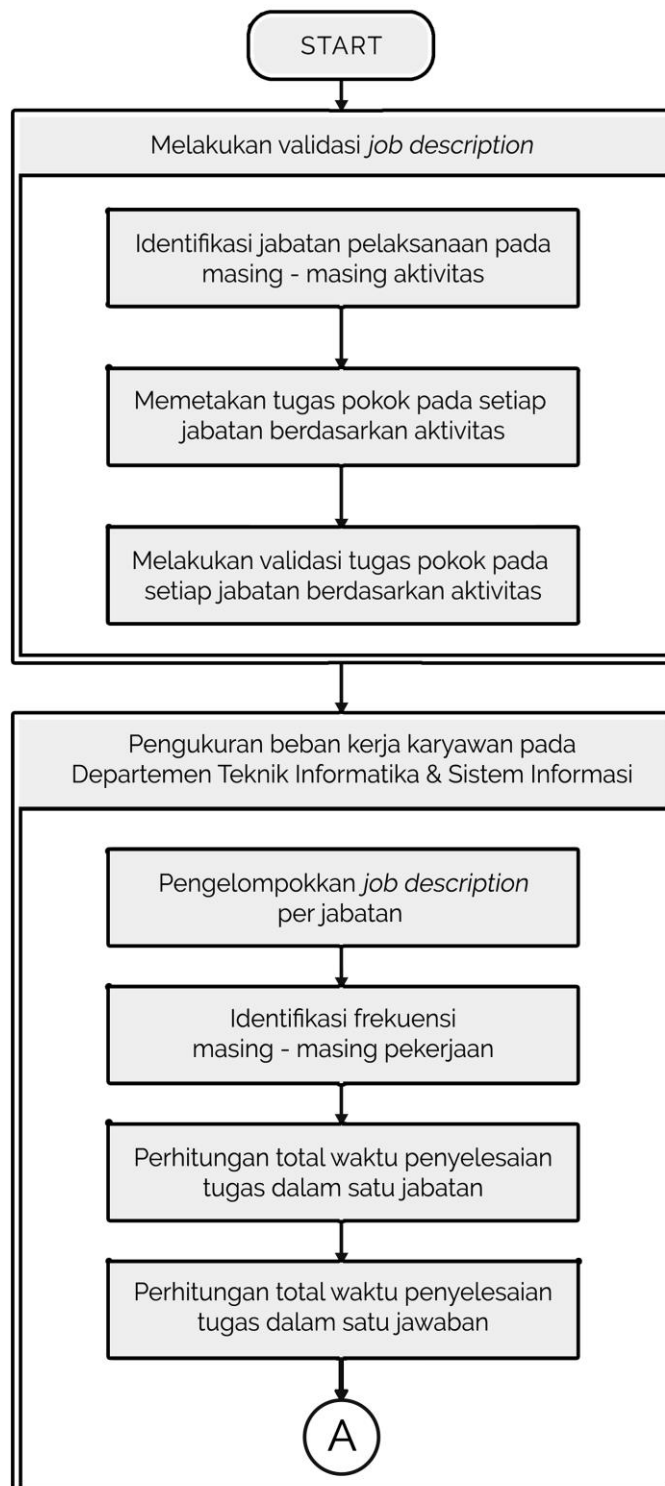 START
Melakukan validasi job description
Identifikasi jabatan pelaksanaan pada
masing - masing aktivitas
Memetakan tugas pokok pada setiap
jabatan berdasarkan aktivitas
Melakukan validasi tugas pokok pada
setiap jabatan berdasarkan aktivitas
Pengukuran beban kerja karyawan pada
Departemen Teknik Informatika & Sistem Informasi
Pengelompokkan job description
per jabatan
Identifikasi frekuensi
masing - masing pekerjaan
Perhitungan total waktu penyelesaian
tugas dalam satu jabatan
Perhitungan total waktu penyelesaian
tugas dalam satu jawaban
A